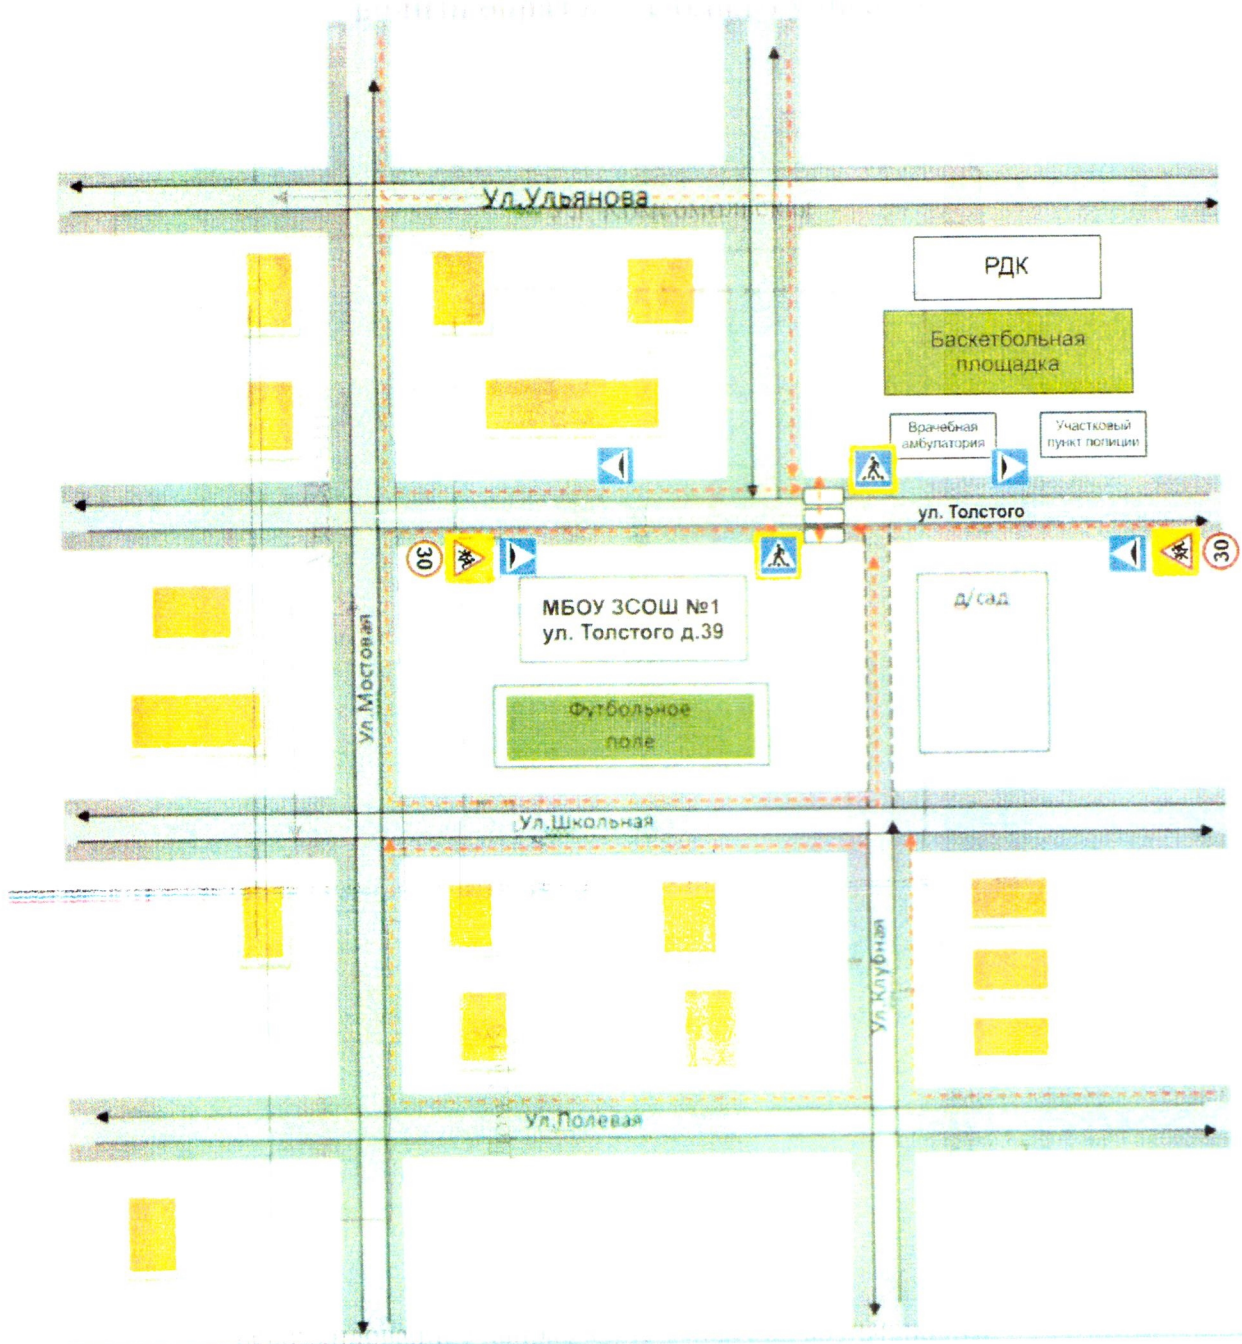 Ул.Ульянова
РДК
Баскетбольная
площадка
Врачебная
амбулатория
Участковый
пункт полиции
ул. Толстого
30
30
МБОУ ЗСОШ №1
ул. Толстого д.39
д/сад
Ул.Мостовая
Футбольное
поле
Ул.Школьная
Ул.Клубная
Ул.Полевая